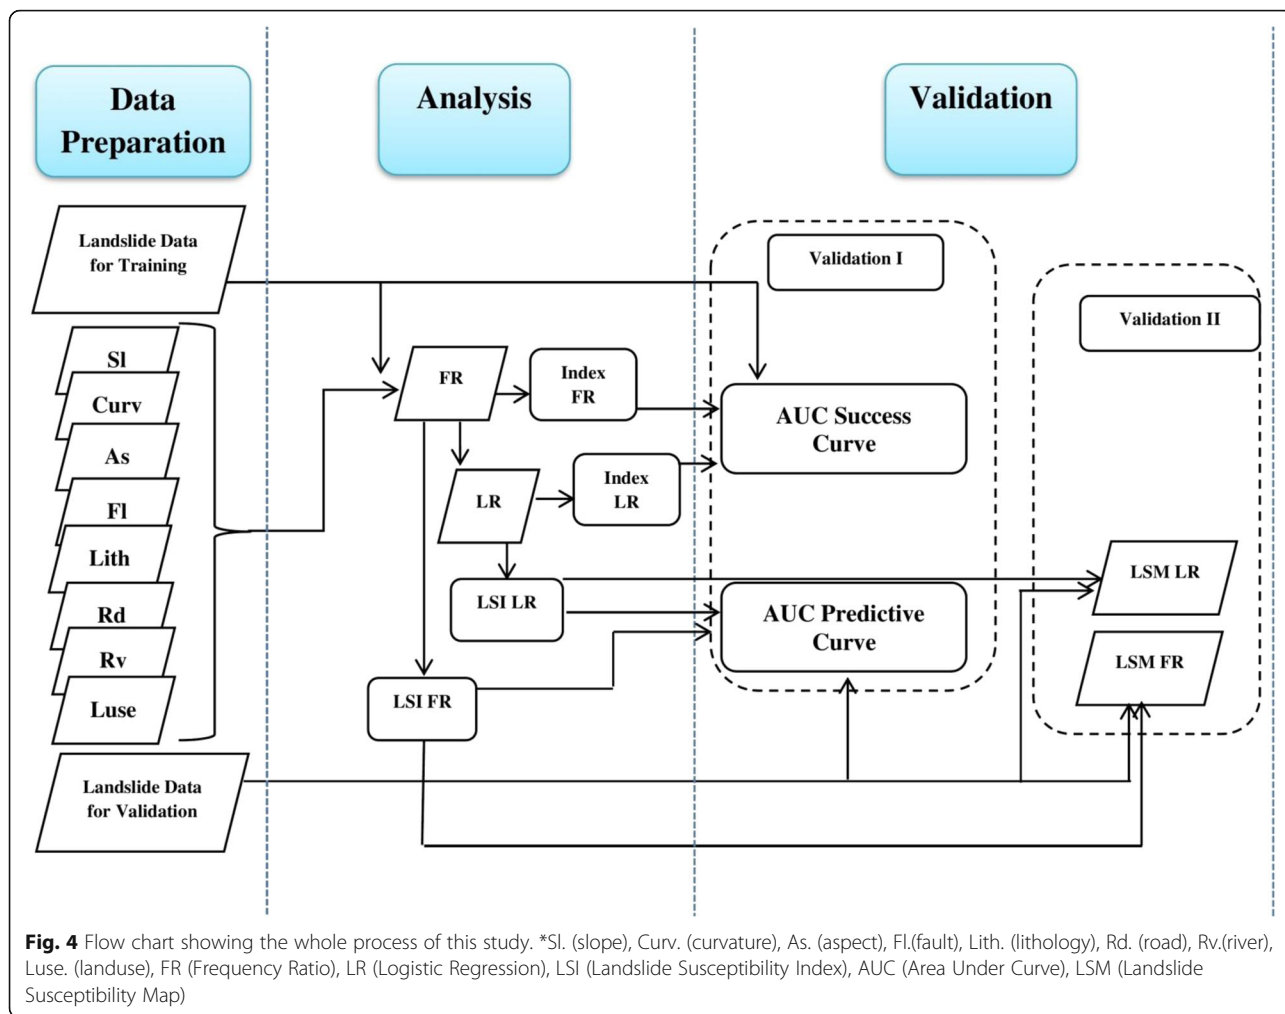 Data
Preparation
Analysis
Validation
Landslide Data
for Training
Sl
Curv
As
Fl
Lith
Rd
Rv
Luse
Landslide Data
for Validation
FR
Index
FR
LR
Index
LR
LSI LR
LSI FR
Validation I
AUC Success
Curve
AUC Predictive
Curve
Validation II
LSM LR
LSM FR
Fig. 4 Flow chart showing the whole process of this study. *Sl. (slope), Curv. (curvature), As. (aspect), Fl.(fault), Lith. (lithology), Rd. (road), Rv.(river),
Luse. (landuse), FR (Frequency Ratio), LR (Logistic Regression), LSI (Landslide Susceptibility Index), AUC (Area Under Curve), LSM (Landslide
Susceptibility Map)